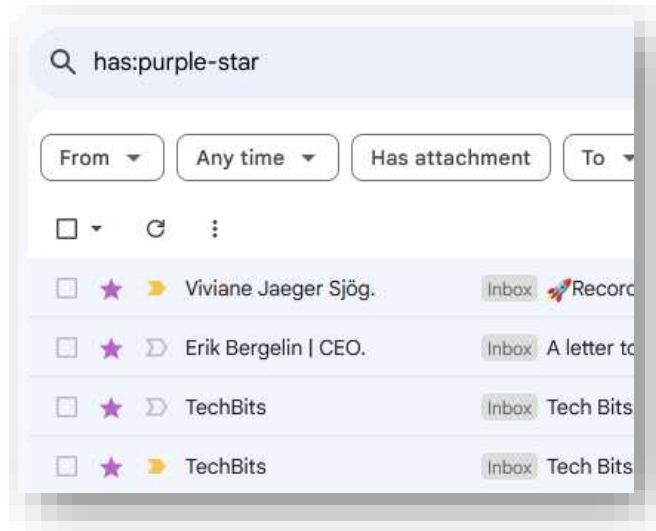 has:purple-star
From Any time Has attachment To
Viviane Jaeger Sjög. Inbox 🚀Recorc
Erik Bergelin | CEO. Inbox A letter to
TechBits Inbox Tech Bits
TechBits Inbox Tech Bits